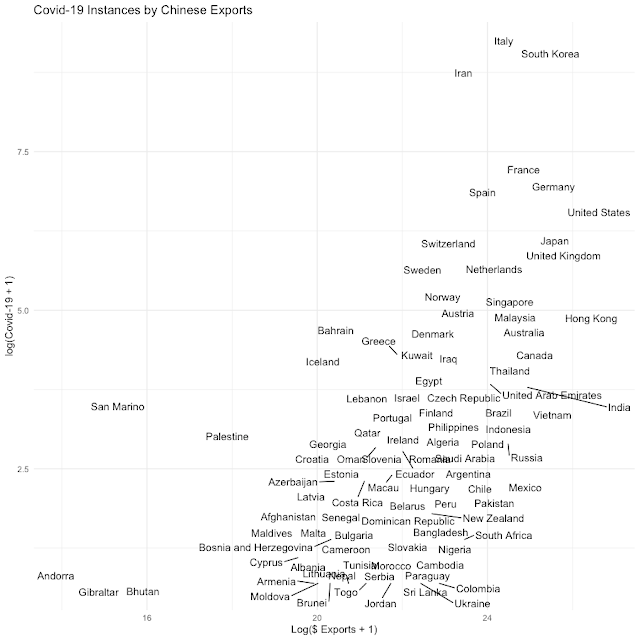 Covid-19 Instances by Chinese Exports
Italy
South Korea
Iran
7.5
France
Germany
Spain
United States
Switzerland
Japan
United Kingdom
Sweden
Netherlands
Norway
Singapore
Austria
5.0
Malaysia
Hong Kong
Bahrain
Denmark
Australia
Greece
Kuwait
Iraq
Canada
Iceland
Thailand
Egypt
Lebanon
Israel
Czech Republic
United Arab Emirates
India
San Marino
Portugal
Finland
Brazil
Vietnam
Philippines
Indonesia
Palestine
Qatar
Ireland
Algeria
Poland
Georgia
Croatia
Oman
Slovenia
Romania
Saudi Arabia
Russia
2.5
Estonia
Ecuador
Argentina
Azerbaijan
Macau
Hungary
Chile
Mexico
Latvia
Costa Rica
Belarus
Peru
Pakistan
Afghanistan
Senegal
Dominican Republic
New Zealand
Maldives
Malta
Bulgaria
Bangladesh
South Africa
Bosnia and Herzegovina
Cameroon
Slovakia
Nigeria
Cyprus
Albania
Tunisia
Morocco
Cambodia
Andorra
Lithuania
Nepal
Serbia
Paraguay
Armenia
Gibraltar
Bhutan
Togo
Sri Lanka
Colombia
Moldova
Brunei
Jordan
Ukraine
16
20
24
Log($ Exports + 1)
log(Covid-19 + 1)